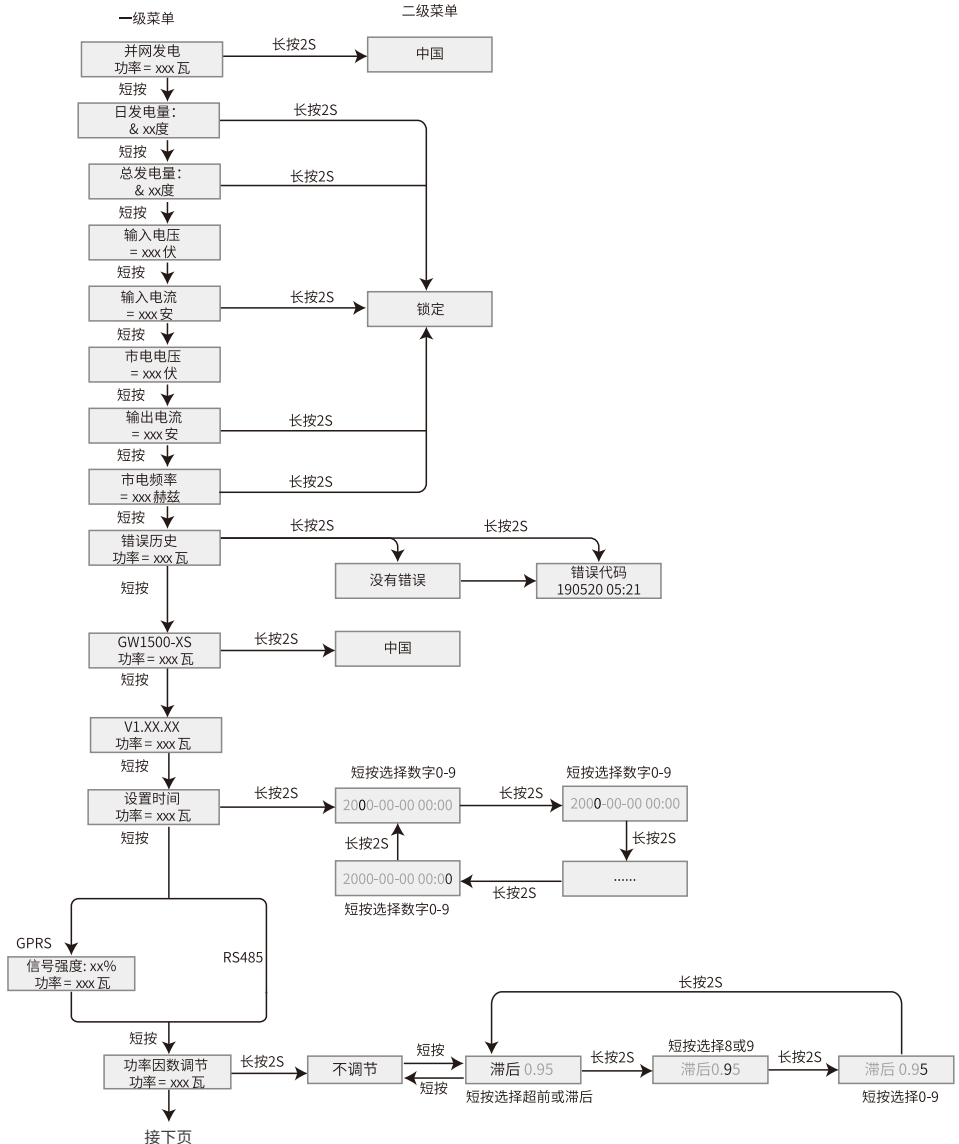 一级菜单
二级菜单
并网发电
功率= xxx 瓦
长按2S
中国
短按
日发电量：
& xx度
长按2S
短按
总发电量：
& xx度
长按2S
短按
输入电压
= xxx 伏
短按
输入电流
= xxx 安
长按2S
锁定
短按
市电电压
= xxx 伏
短按
输出电流
= xxx 安
长按2S
短按
市电频率
= xxx 赫兹
长按2S
短按
错误历史
功率= xxx 瓦
长按2S
长按2S
没有错误
错误代码
190520 05:21
短按
GW1500-XS
功率= xxx 瓦
长按2S
中国
短按
V1.XX.XX
功率= xxx 瓦
短按
设置时间
功率= xxx 瓦
长按2S
短按选择数字0-9
2000-00-00 00:00
长按2S
短按选择数字0-9
2000-00-00 00:00
长按2S
······
长按2S
2000-00-00 00:00
短按选择数字0-9
长按2S
短按
GPRS
RS485
信号强度: xx%
功率= xxx 瓦
短按
功率因数调节
功率= xxx 瓦
长按2S
不调节
短按
短按
滞后 0.95
短按选择超前或滞后
长按2S
长按2S
短按选择8或9
滞后0.95
长按2S
滞后 0.95
短按选择0-9
接下页